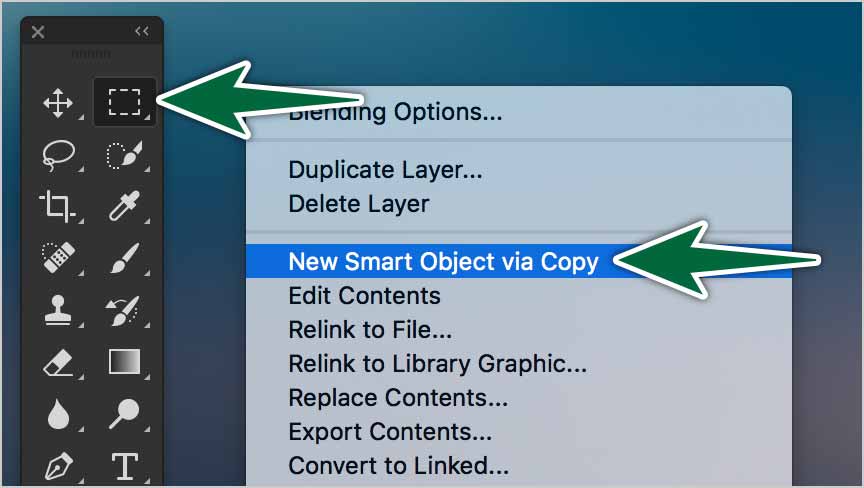 Blending Options...
Duplicate Layer...
Delete Layer
New Smart Object via Copy
Edit Contents
Relink to File...
Relink to Library Graphic...
Replace Contents...
Export Contents...
Convert to Linked...